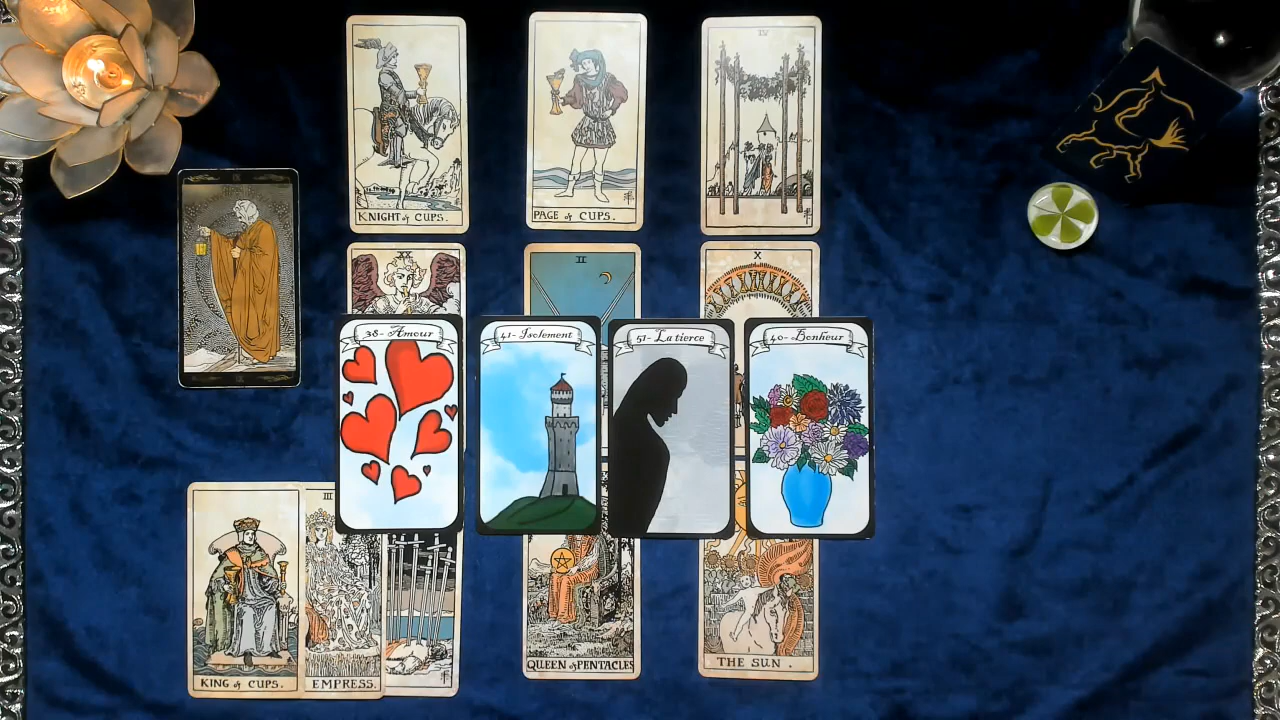 IV
KNIGHT of CUPS.
PAGE of CUPS.
XX
II
X
38- Amour
41- Isolement
51- La tierce
40- Bonheur
III
KING of CUPS.
EMPRESS.
QUEEN of PENTACLES
THE SUN .